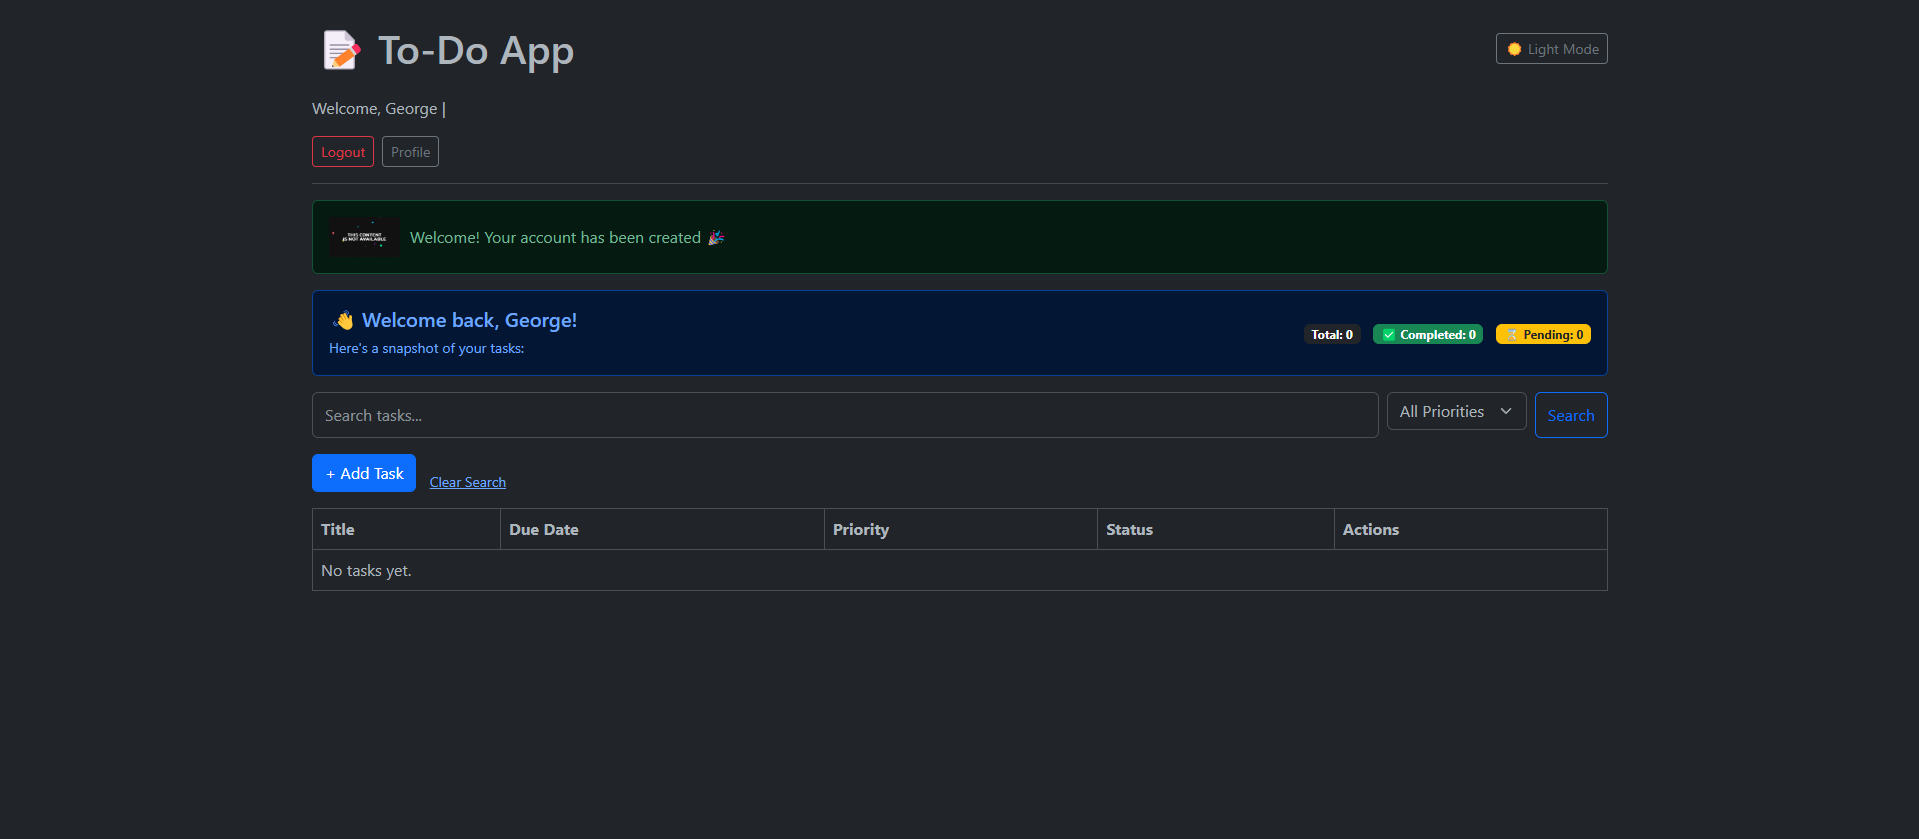 📝 To-Do App
☀️ Light Mode
Welcome, George |
Logout
Profile
THIS CONTENT
IS NOT AVAILABLE
Welcome! Your account has been created 🎉
👋 Welcome back, George!
Here's a snapshot of your tasks:
Total: 0
✅ Completed: 0
⏳ Pending: 0
Search tasks...
All Priorities
Search
+ Add Task
Clear Search
Title
Due Date
Priority
Status
Actions
No tasks yet.